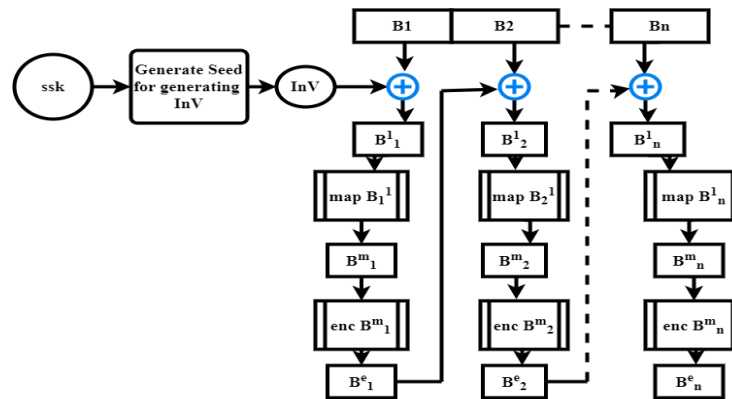 B1 B2 Bn
ssk
Generate Seed
for generating
InV
InV
B¹₁ B¹₂ B¹ₙ
map B₁¹ map B₂¹ map B¹ₙ
Bᵐ₁ Bᵐ₂ Bᵐₙ
enc Bᵐ₁ enc Bᵐ₂ enc Bᵐₙ
Bᵉ₁ Bᵉ₂ Bᵉₙ